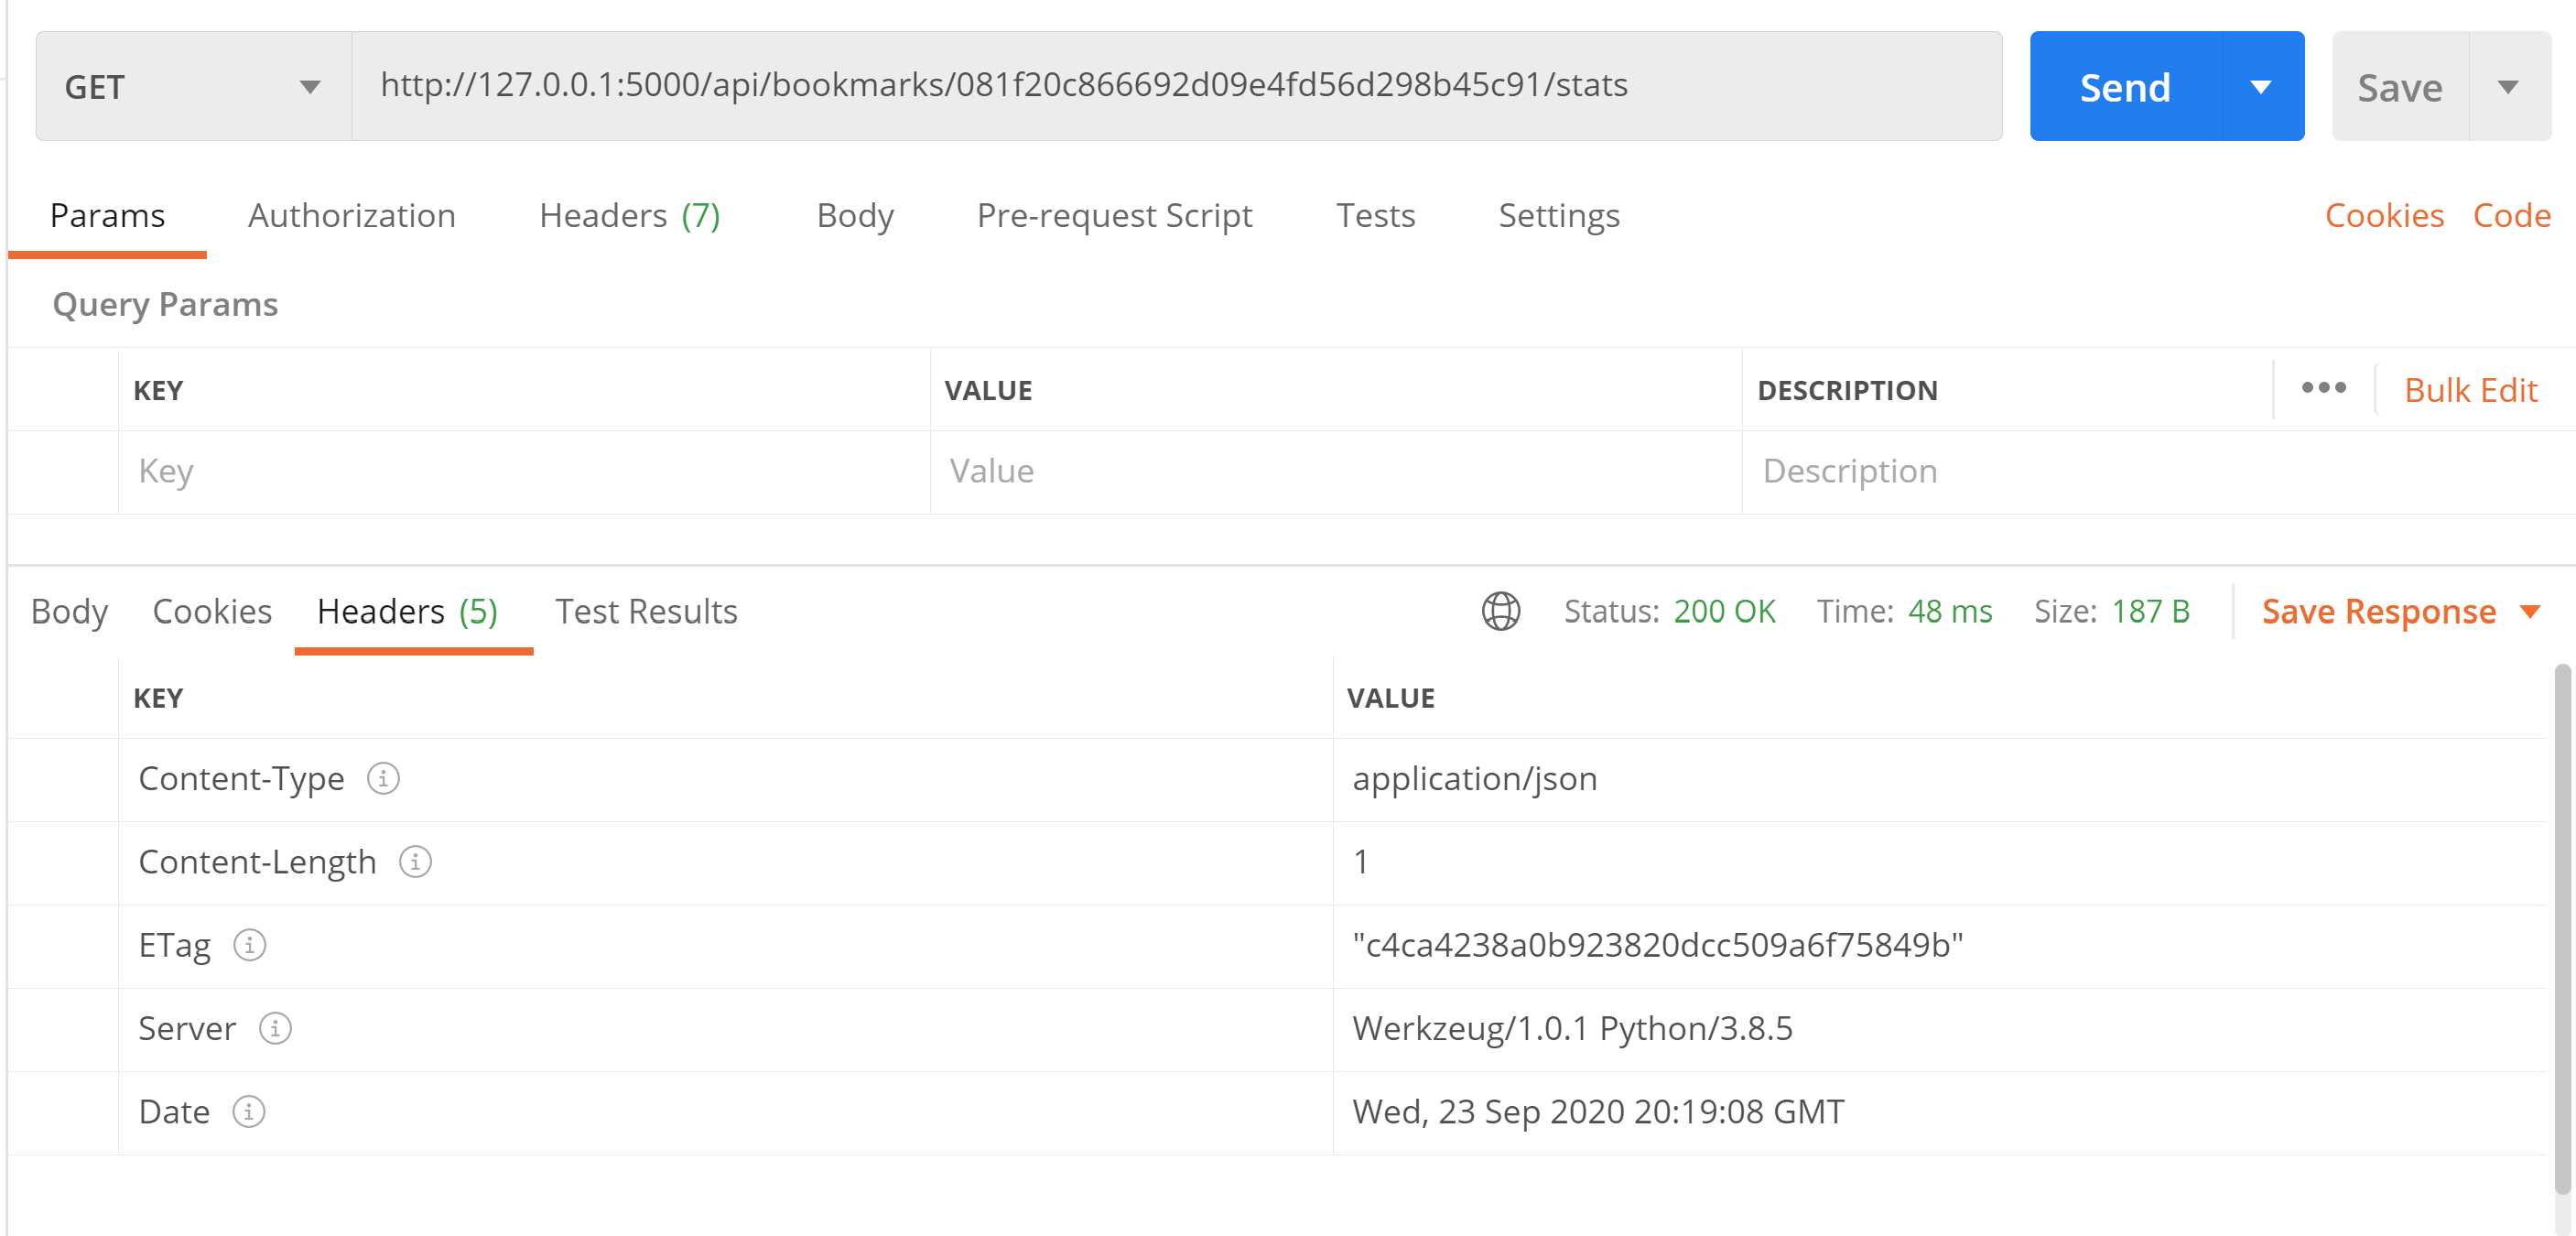 GET http://127.0.0.1:5000/api/bookmarks/081f20c866692d09e4fd56d298b45c91/stats Send Save
Params Authorization Headers (7) Body Pre-request Script Tests Settings Cookies Code
Query Params
KEY VALUE DESCRIPTION ••• Bulk Edit
Key Value Description
Body Cookies Headers (5) Test Results Status: 200 OK Time: 48 ms Size: 187 B Save Response
KEY VALUE
Content-Type application/json
Content-Length 1
ETag "c4ca4238a0b923820dcc509a6f75849b"
Server Werkzeug/1.0.1 Python/3.8.5
Date Wed, 23 Sep 2020 20:19:08 GMT